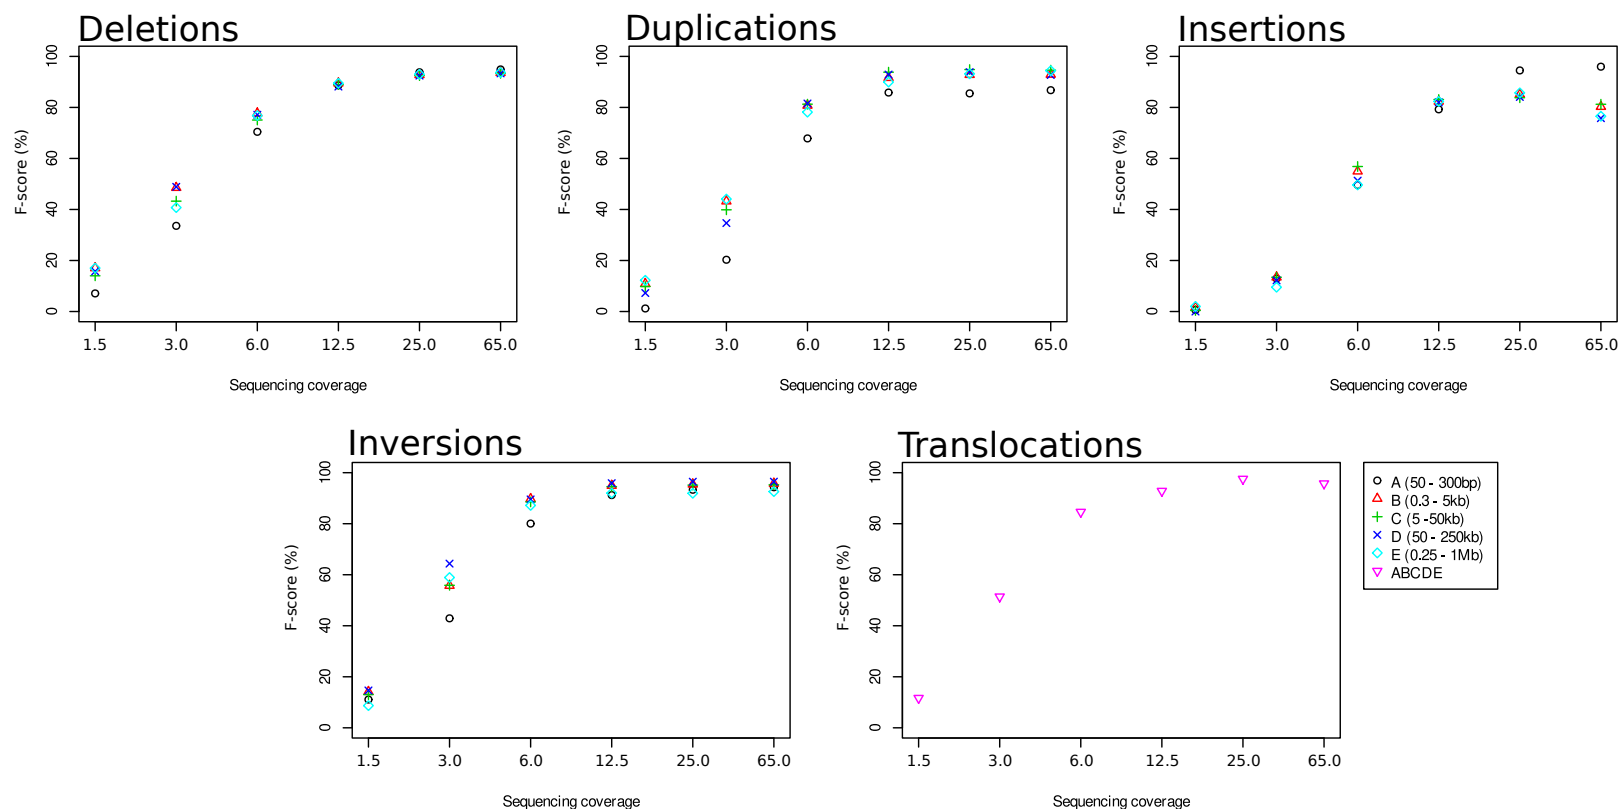 Deletions
Duplications
Insertions
F-score (%)
0 20 40 60 80 100
1.5 3.0 6.0 12.5 25.0 65.0
Sequencing coverage
F-score (%)
0 20 40 60 80 100
1.5 3.0 6.0 12.5 25.0 65.0
Sequencing coverage
F-score (%)
0 20 40 60 80 100
1.5 3.0 6.0 12.5 25.0 65.0
Sequencing coverage
Inversions
Translocations
F-score (%)
0 20 40 60 80 100
1.5 3.0 6.0 12.5 25.0 65.0
Sequencing coverage
F-score (%)
0 20 40 60 80 100
1.5 3.0 6.0 12.5 25.0 65.0
Sequencing coverage
A (50 - 300bp)
B (0.3 - 5kb)
C (5 -50kb)
D (50 - 250kb)
E (0.25 - 1Mb)
ABCDE